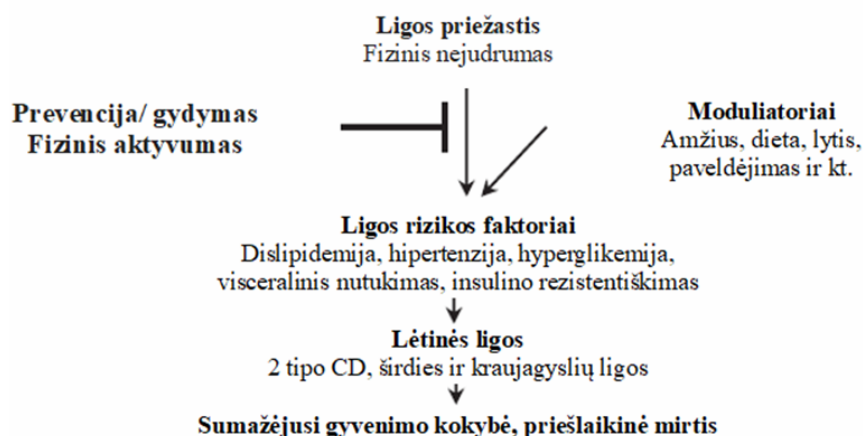 Ligos priežastis
Fizinis nejudrumas
Prevencija/ gydymas
Fizinis aktyvumas
Moduliatoriai
Amžius, dieta, lytis,
paveldėjimas ir kt.
Ligos rizikos faktoriai
Dislipidemija, hipertenzija, hyperglikemija,
visceralinis nutukimas, insulino rezistentiškimas
Lėtinės ligos
2 tipo CD, širdies ir kraujagyslių ligos
Sumažėjusi gyvenimo kokybė, priešlaikinė mirtis